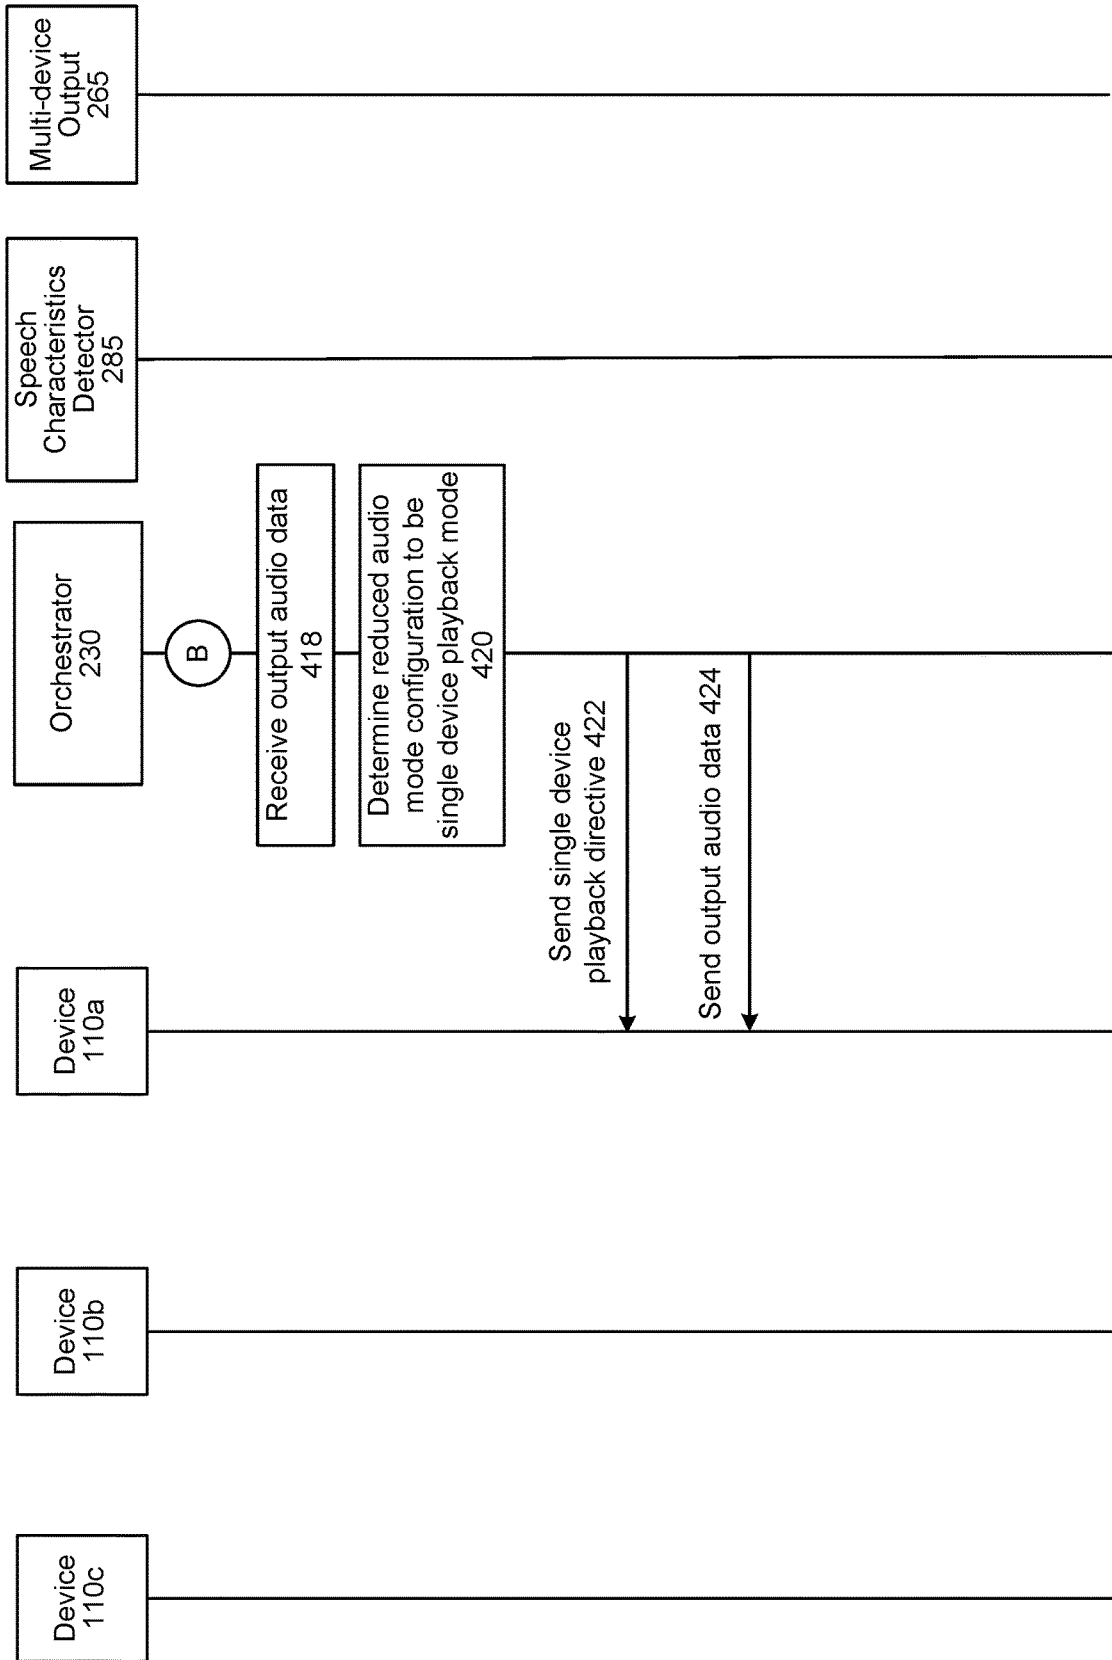 Device
110c
Device
110b
Device
110a
Orchestrator
230
Speech
Characteristics
Detector
285
Multi-device
Output
265
B
Receive output audio data
418
Determine reduced audio
mode configuration to be
single device playback mode
420
Send single device
playback directive 422
Send output audio data 424